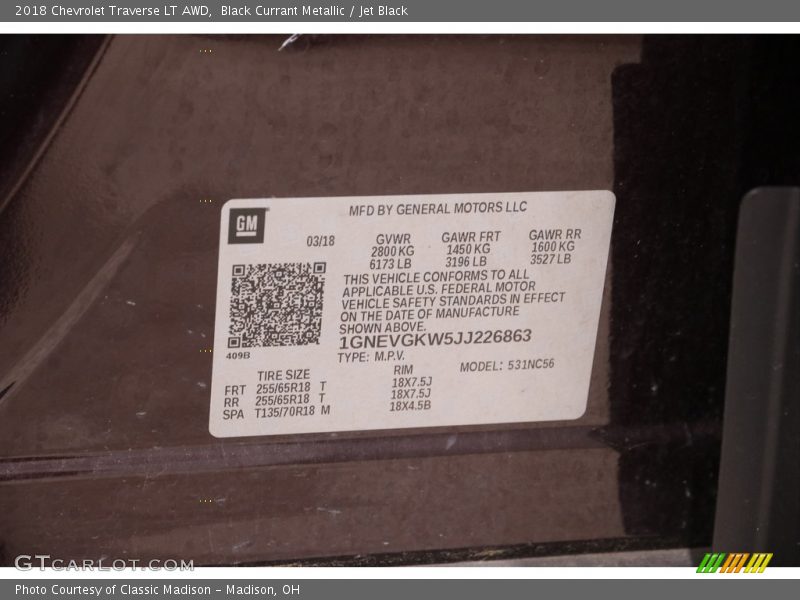 2018 Chevrolet Traverse LT AWD, Black Currant Metallic / Jet Black
GM
MFD BY GENERAL MOTORS LLC
03/18 GVWR GAWR FRT GAWR RR
2800 KG 1450 KG 1600 KG
6173 LB 3196 LB 3527 LB
THIS VEHICLE CONFORMS TO ALL
APPLICABLE U.S. FEDERAL MOTOR
VEHICLE SAFETY STANDARDS IN EFFECT
ON THE DATE OF MANUFACTURE
SHOWN ABOVE.
1GNEVGKW5JJ226863
409B
TYPE: M.P.V. MODEL: 531NC56
TIRE SIZE RIM
FRT 255/65R18 T 18X7.5J
RR 255/65R18 T 18X7.5J
SPA T135/70R18 M 18X4.5B
GTCARLOT.COM
Photo Courtesy of Classic Madison - Madison, OH